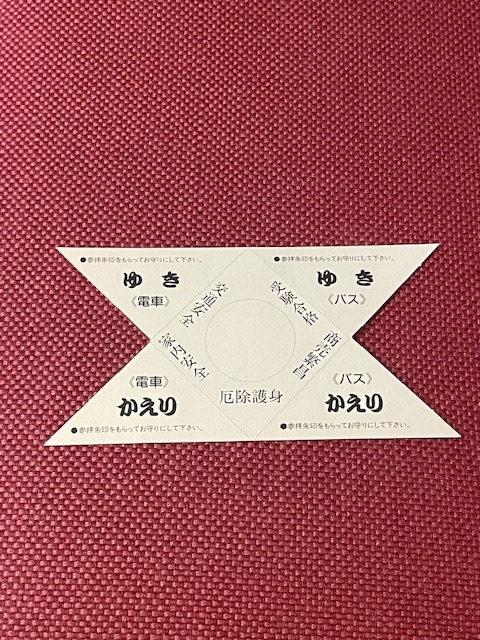 ●参拝朱印をもらってお守りにして下さい。
ゆき
《電車》
●参拝朱印をもらってお守りにして下さい。
ゆき
《バス》
交通安全
受験合格
家内安全
商売繁昌
厄除護身
《電車》
かえり
●参拝朱印をもらってお守りにして下さい。
《バス》
かえり
●参拝朱印をもらってお守りにして下さい。